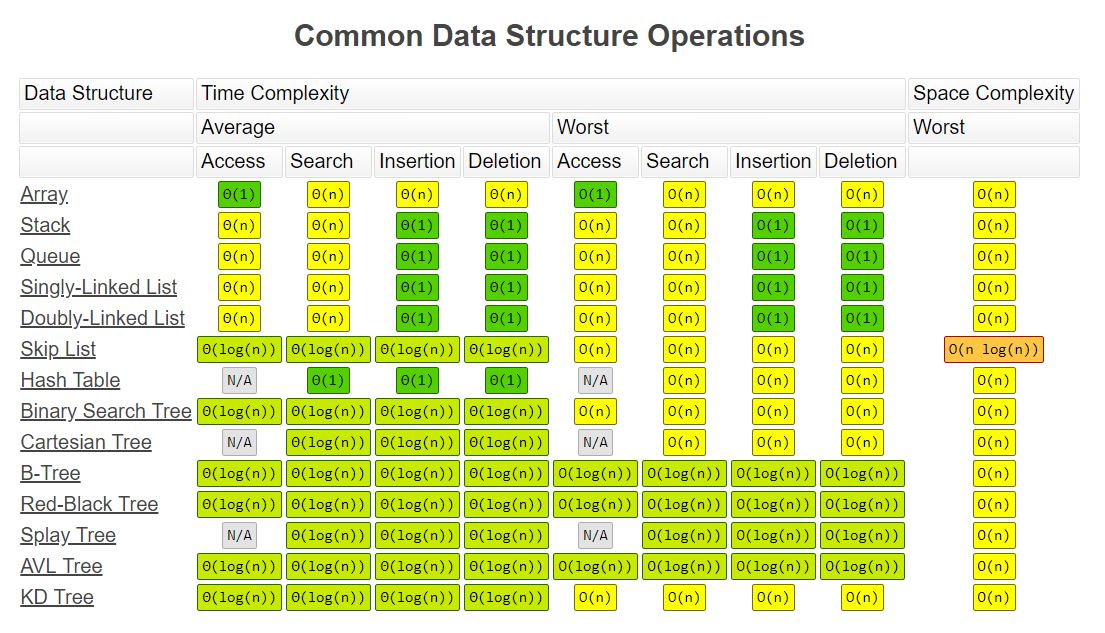 Common Data Structure Operations
Data Structure Time Complexity Space Complexity
Average Worst Worst
Access Search Insertion Deletion Access Search Insertion Deletion
Array Θ(1) Θ(n) Θ(n) Θ(n) O(1) O(n) O(n) O(n) O(n)
Stack Θ(n) Θ(n) Θ(1) Θ(1) O(n) O(n) O(1) O(1) O(n)
Queue Θ(n) Θ(n) Θ(1) Θ(1) O(n) O(n) O(1) O(1) O(n)
Singly-Linked List Θ(n) Θ(n) Θ(1) Θ(1) O(n) O(n) O(1) O(1) O(n)
Doubly-Linked List Θ(n) Θ(n) Θ(1) Θ(1) O(n) O(n) O(1) O(1) O(n)
Skip List Θ(log(n)) Θ(log(n)) Θ(log(n)) Θ(log(n)) O(n) O(n) O(n) O(n) O(n log(n))
Hash Table N/A Θ(1) Θ(1) Θ(1) N/A O(n) O(n) O(n) O(n)
Binary Search Tree Θ(log(n)) Θ(log(n)) Θ(log(n)) Θ(log(n)) O(n) O(n) O(n) O(n) O(n)
Cartesian Tree N/A Θ(log(n)) Θ(log(n)) Θ(log(n)) N/A O(n) O(n) O(n) O(n)
B-Tree Θ(log(n)) Θ(log(n)) Θ(log(n)) Θ(log(n)) O(log(n)) O(log(n)) O(log(n)) O(log(n)) O(n)
Red-Black Tree Θ(log(n)) Θ(log(n)) Θ(log(n)) Θ(log(n)) O(log(n)) O(log(n)) O(log(n)) O(log(n)) O(n)
Splay Tree N/A Θ(log(n)) Θ(log(n)) Θ(log(n)) N/A O(log(n)) O(log(n)) O(log(n)) O(n)
AVL Tree Θ(log(n)) Θ(log(n)) Θ(log(n)) Θ(log(n)) O(log(n)) O(log(n)) O(log(n)) O(log(n)) O(n)
KD Tree Θ(log(n)) Θ(log(n)) Θ(log(n)) Θ(log(n)) O(n) O(n) O(n) O(n) O(n)